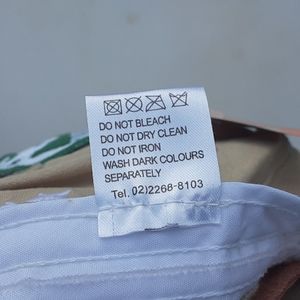 DO NOT BLEACH
DO NOT DRY CLEAN
DO NOT IRON
WASH DARK COLOURS
SEPARATELY
Tel. (02)2268-8103